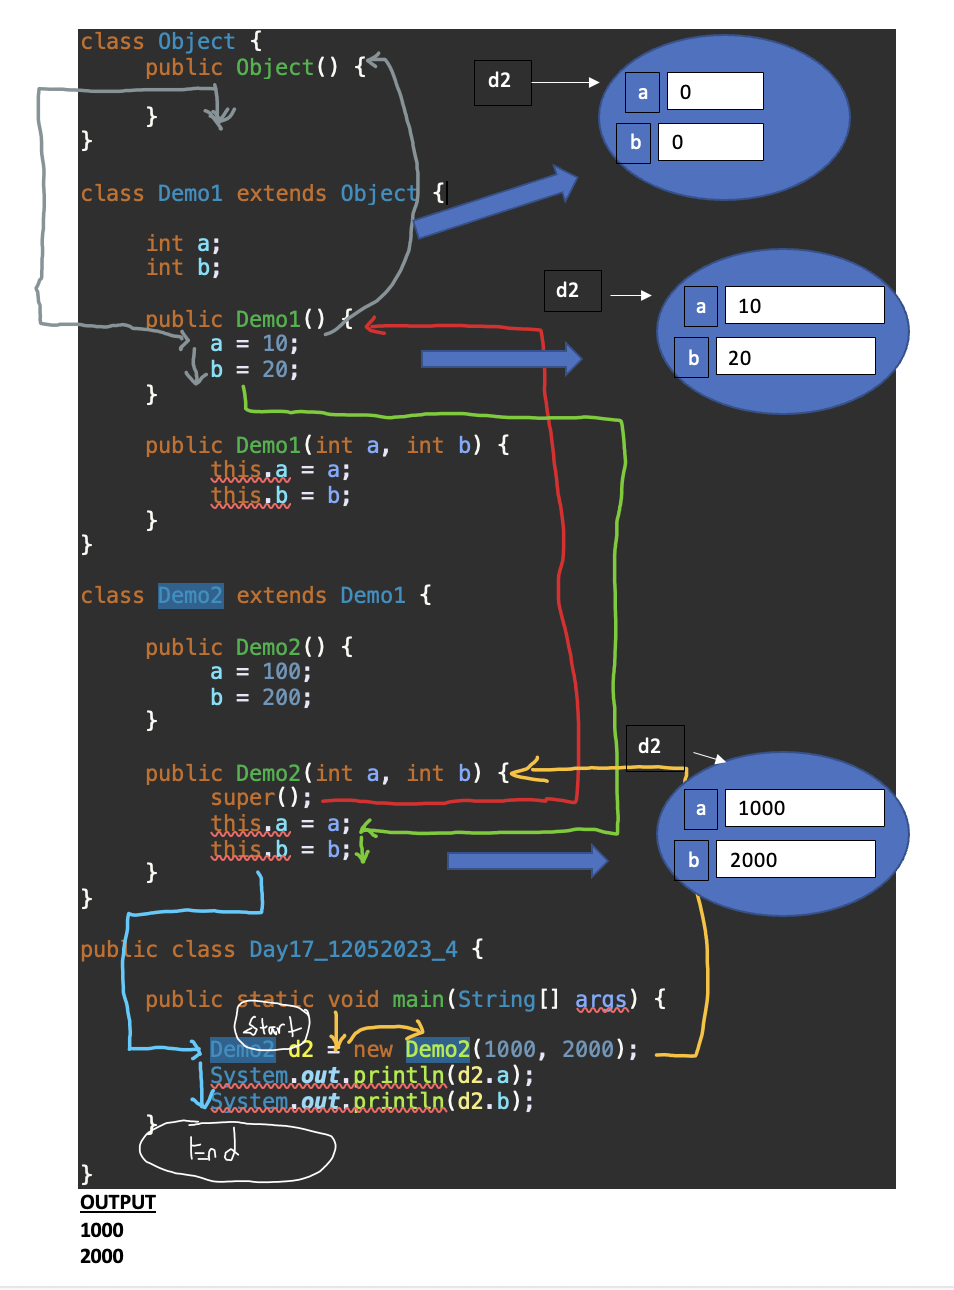 class Object {
public Object() {
}
}
d2
a 0
b 0
class Demo1 extends Object {
int a;
int b;
d2
a 10
b 20
public Demo1() {
a = 10;
b = 20;
}
public Demo1(int a, int b) {
this.a = a;
this.b = b;
}
}
class Demo2 extends Demo1 {
public Demo2() {
a = 100;
b = 200;
}
d2
a 1000
b 2000
public Demo2(int a, int b) {
super();
this.a = a;
this.b = b;
}
}
public class Day17_12052023_4 {
public static void main(String[] args) {
Start
Demo2 d2 = new Demo2(1000, 2000);
System.out.println(d2.a);
System.out.println(d2.b);
}
End
}
OUTPUT
1000
2000